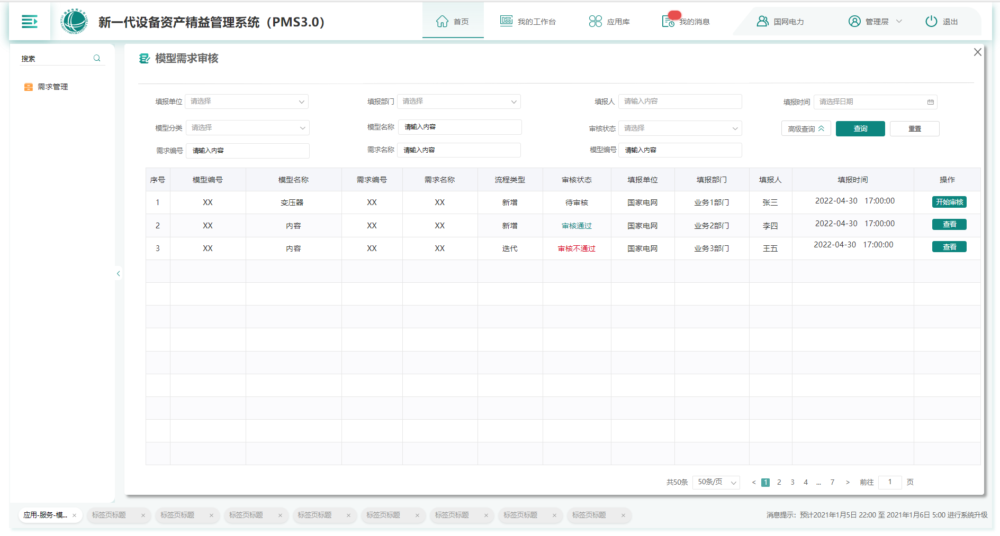 新一代设备资产精益管理系统（PMS3.0） 首页 我的工作台 应用库 我的消息 国网电力 管理层 退出
搜索
需求管理
模型需求审核
填报单位 请选择 填报部门 请选择 填报人 请输入内容 填报时间 请选择日期
模型分类 请选择 模型名称 请输入内容 审核状态 请选择 高级查询 查询 重置
需求编号 请输入内容 需求名称 请输入内容 模型编号 请输入内容
序号 模型编号 模型名称 需求编号 需求名称 流程类型 审核状态 填报单位 填报部门 填报人 填报时间 操作
1 XX 变压器 XX XX 新增 待审核 国家电网 业务1部门 张三 2022-04-30 17:00:00 开始审核
2 XX 内容 XX XX 新增 审核通过 国家电网 业务2部门 李四 2022-04-30 17:00:00 查看
3 XX 内容 XX XX 迭代 审核不通过 国家电网 业务3部门 王五 2022-04-30 17:00:00 查看
共50条 50条/页 < 1 2 3 4 ... 7 > 前往 1 页
应用-服务-模... × 标签页标题 × 标签页标题 × 标签页标题 × 标签页标题 × 标签页标题 × 标签页标题 × 标签页标题 × 标签页标题 × 消息提示：预计2021年1月5日 22:00 至 2021年1月6日 5:00 进行系统升级